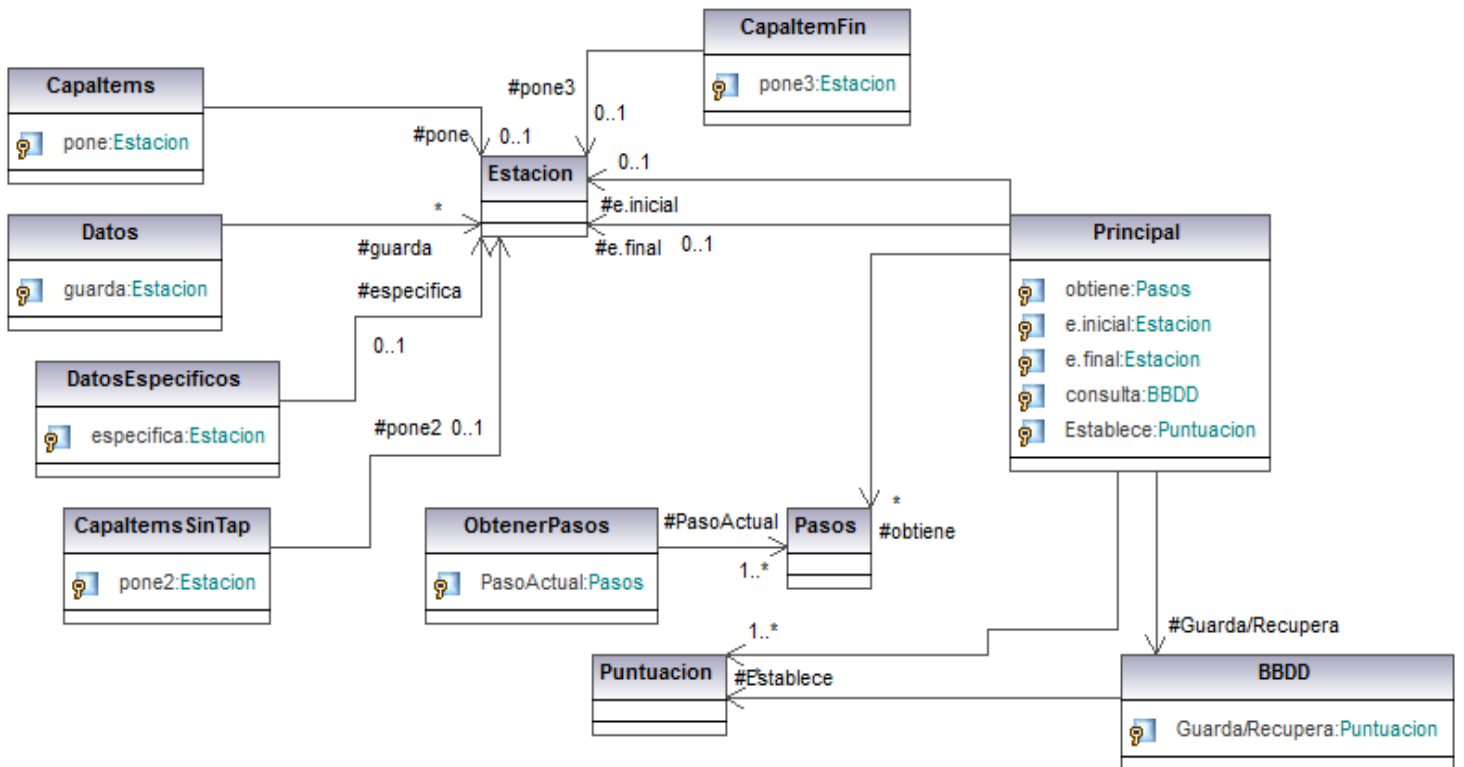 CapaItemFin
pone3:Estacion
CapaItems
pone:Estacion
#pone3
0..1
#pone
0..1
Estacion
0..1
#e.inicial
#e.final
0..1
Datos
guarda:Estacion
*
#guarda
#especifica
0..1
Principal
obtiene:Pasos
e.inicial:Estacion
e.final:Estacion
consulta:BBDD
Establece:Puntuacion
DatosEspecificos
especifica:Estacion
#pone2
0..1
CapaItemsSinTap
pone2:Estacion
ObtenerPasos
PasoActual:Pasos
#PasoActual
1..*
Pasos
*
#obtiene
1..*
#Guarda/Recupera
Puntuacion
*
#Establece
BBDD
Guarda/Recupera:Puntuacion